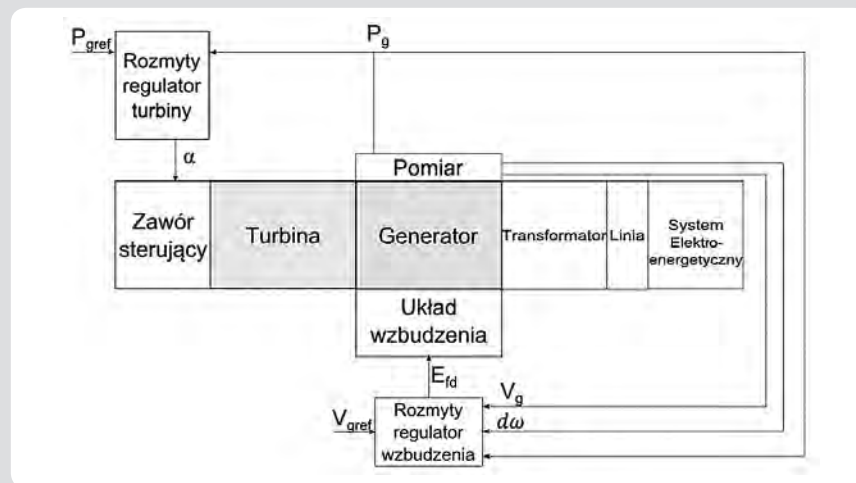 P_gref
P_g
Rozmyty
regulator
turbiny
α
Pomiar
Zawór
sterujący
Turbina
Generator
Transformator
Linia
System
Elektro-
energetyczny
Układ
wzbudzenia
E_fd
V_g
V_gref
Rozmyty
regulator
wzbudzenia
dω